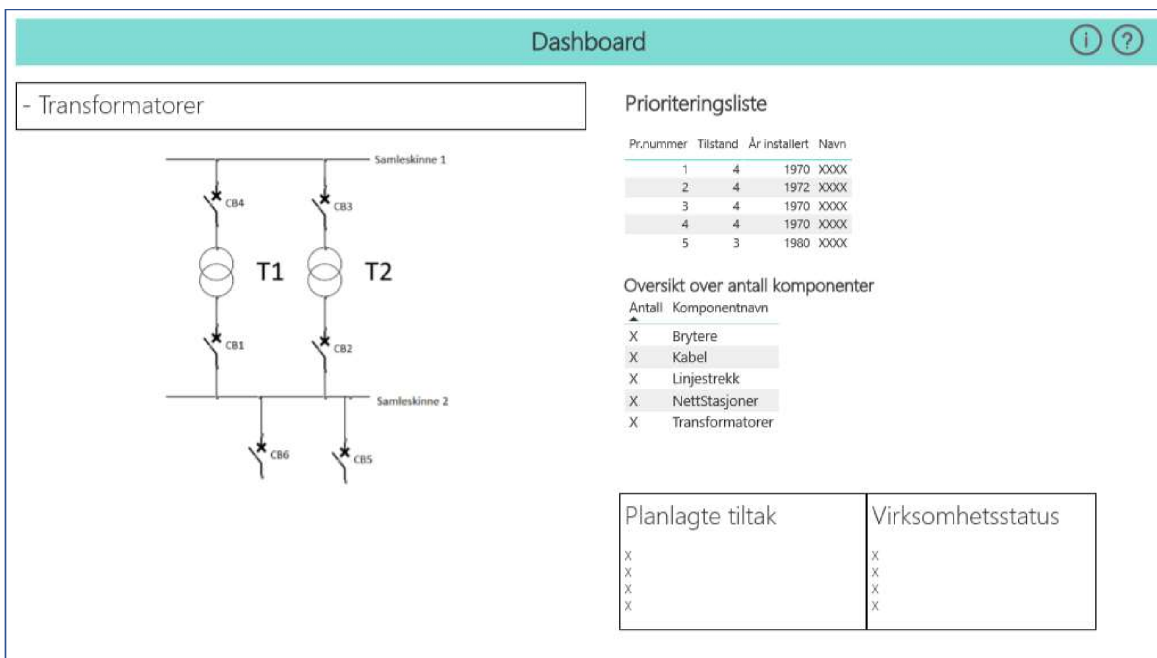 Dashboard
i ?
- Transformatorer
Samleskinne 1
CB4 CB3
T1 T2
CB1 CB2
Samleskinne 2
CB6 CB5
Prioriteringsliste
Pr.nummer Tilstand År installert Navn
1 4 1970 XXXX
2 4 1972 XXXX
3 4 1970 XXXX
4 4 1970 XXXX
5 3 1980 XXXX
Oversikt over antall komponenter
Antall Komponentnavn
X Brytere
X Kabel
X Linjestrekk
X NettStasjoner
X Transformatorer
Planlagte tiltak
X
X
X
X
Virksomhetsstatus
X
X
X
X